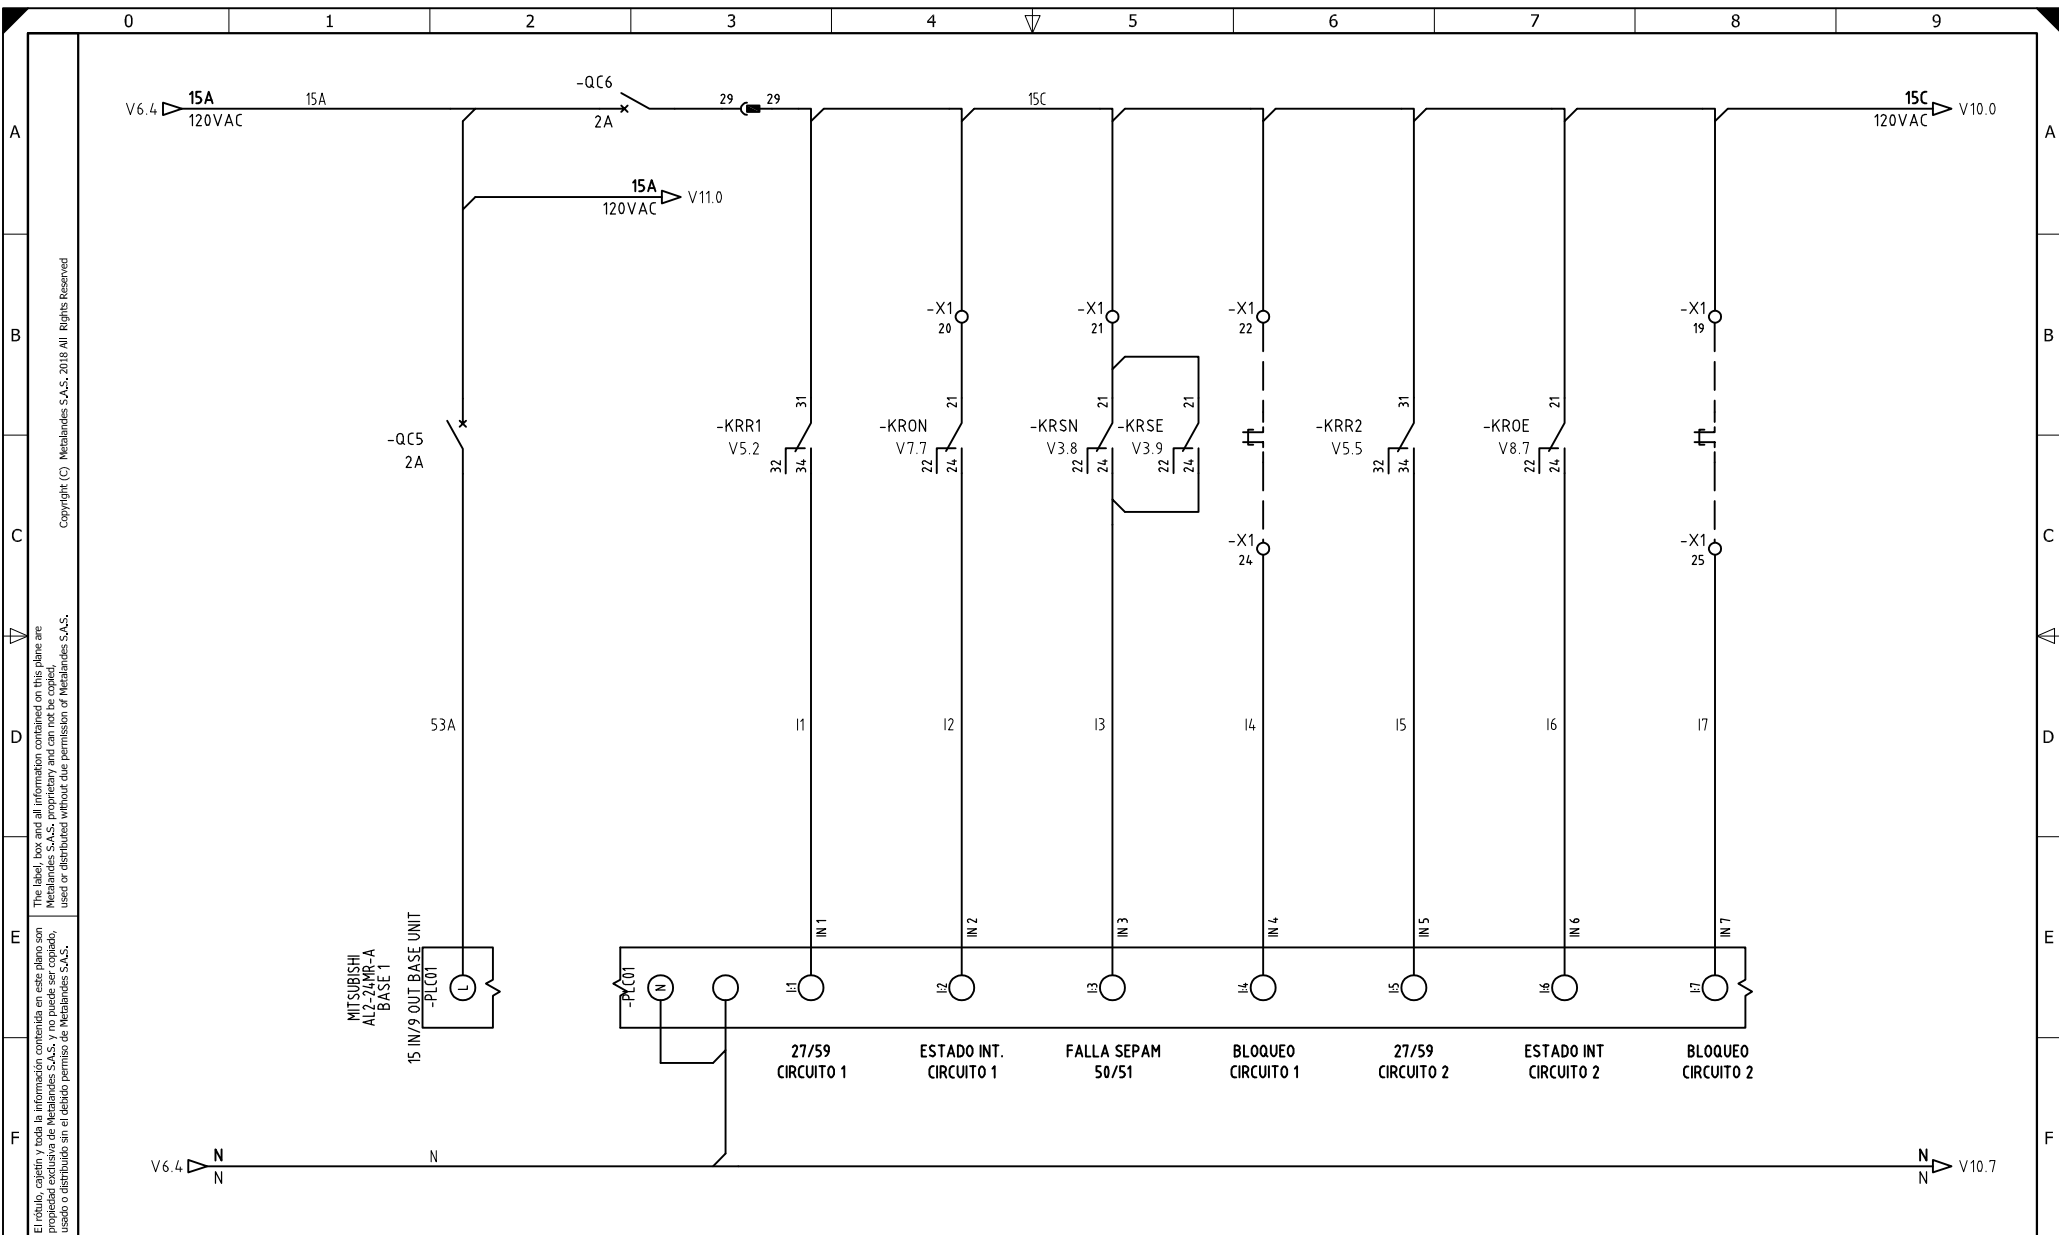 0 1 2 3 4 5 6 7 8 9
A
B
C
D
E
F
A
B
C
D
E
F
Copyright (C) Metalandes S.A.S. 2018 All Rights Reserved
The label, box and all information contained on this plane are
Metalandes S.A.S. proprietary and can not be copied,
used or distributed without due permission of Metalandes S.A.S.
El rótulo, cajetín y toda la información contenida en este plano son
propiedad exclusiva de Metalandes S.A.S. y no puede ser copiado,
usado o distribuido sin el debido permiso de Metalandes S.A.S.
V6.4 15A 15A
120VAC
-QC6
2A
29 29
15C
15C
120VAC V10.0
15A
120VAC V11.0
-X1
20
-X1
21
-X1
22
-X1
19
-QC5
2A
-KRR1
V5.2
31
32 34
-KRON
V7.7
21
22 24
-KRSN
V3.8
21
22 24
-KRSE
V3.9
21
22 24
-KRR2
V5.5
31
32 34
-KROE
V8.7
21
22 24
-X1
24
-X1
25
53A I1 I2 I3 I4 I5 I6 I7
IN 1 IN 2 IN 3 IN 4 IN 5 IN 6 IN 7
MITSUBISHI
AL2-24MR-A
BASE 1
15 IN/9 OUT BASE UNIT
-PLC01
L
-PLC01
N
I:1 I:2 I:3 I:4 I:5 I:6 I:7
27/59
CIRCUITO 1
ESTADO INT.
CIRCUITO 1
FALLA SEPAM
50/51
BLOQUEO
CIRCUITO 1
27/59
CIRCUITO 2
ESTADO INT
CIRCUITO 2
BLOQUEO
CIRCUITO 2
V6.4 N
N
N
N
N V10.7